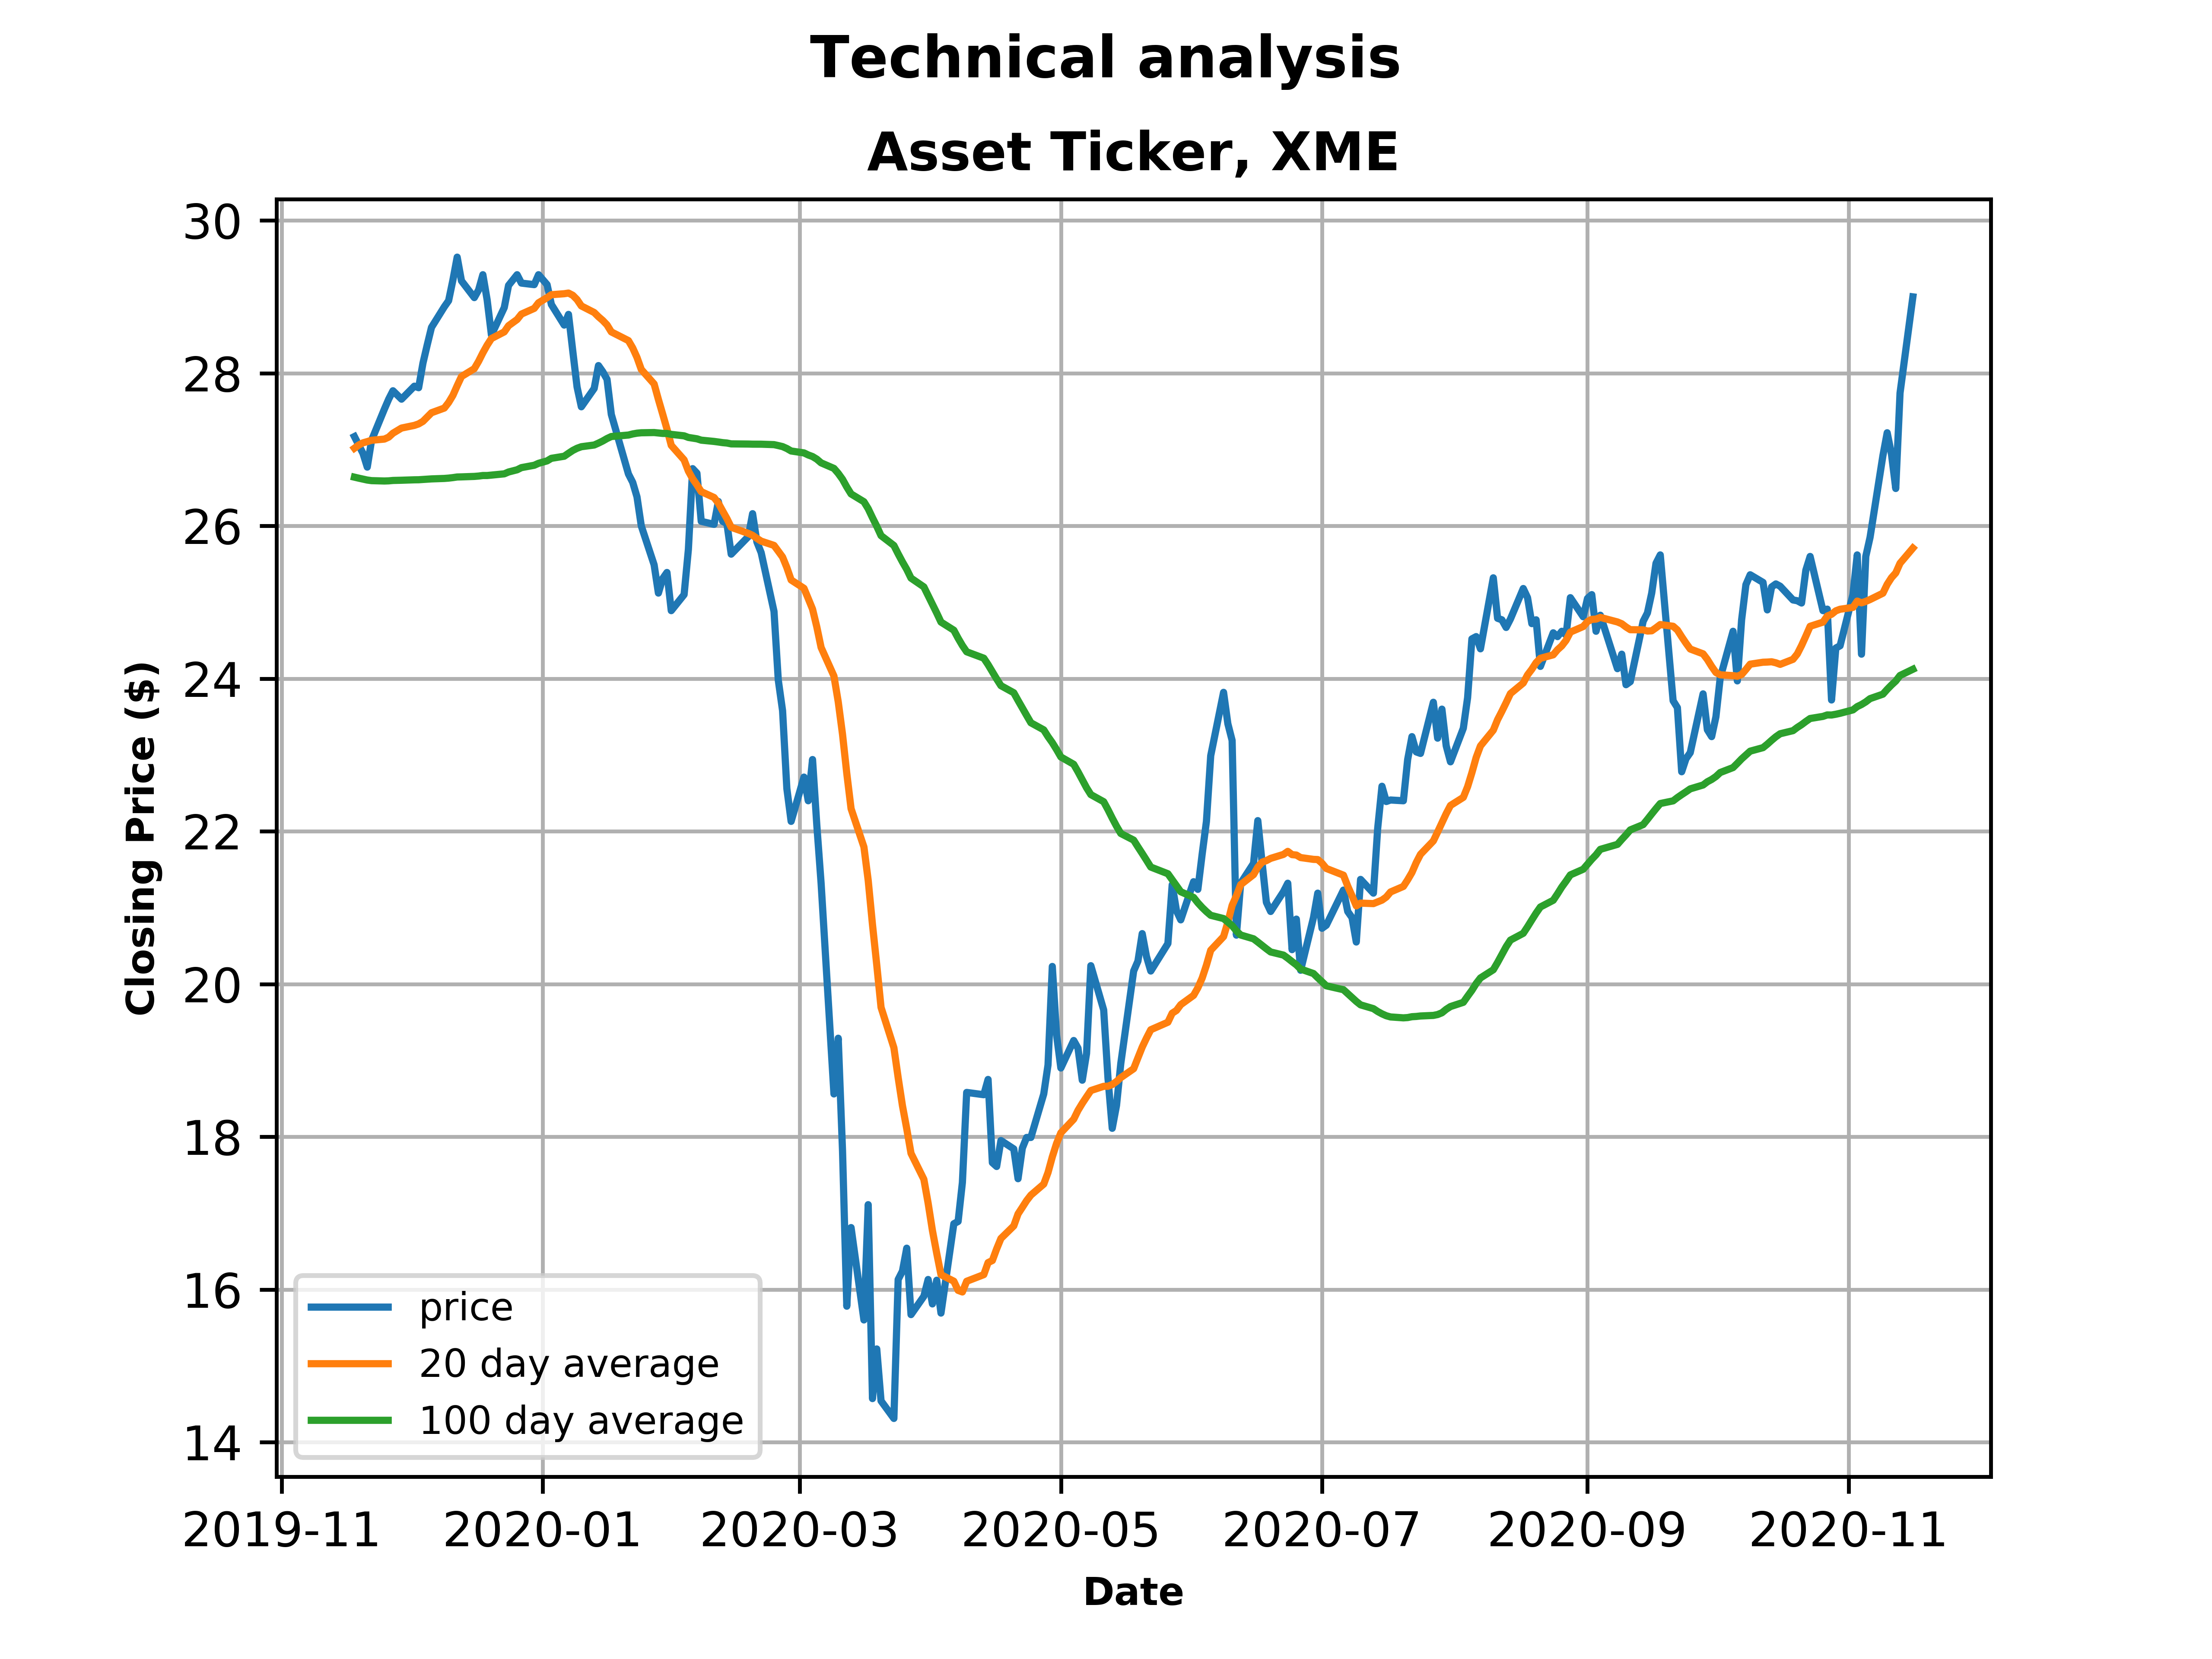 Technical analysis
Asset Ticker, XME
Closing Price ($)
30
28
26
24
22
20
18
16
14
price
20 day average
100 day average
2019-11
2020-01
2020-03
2020-05
2020-07
2020-09
2020-11
Date